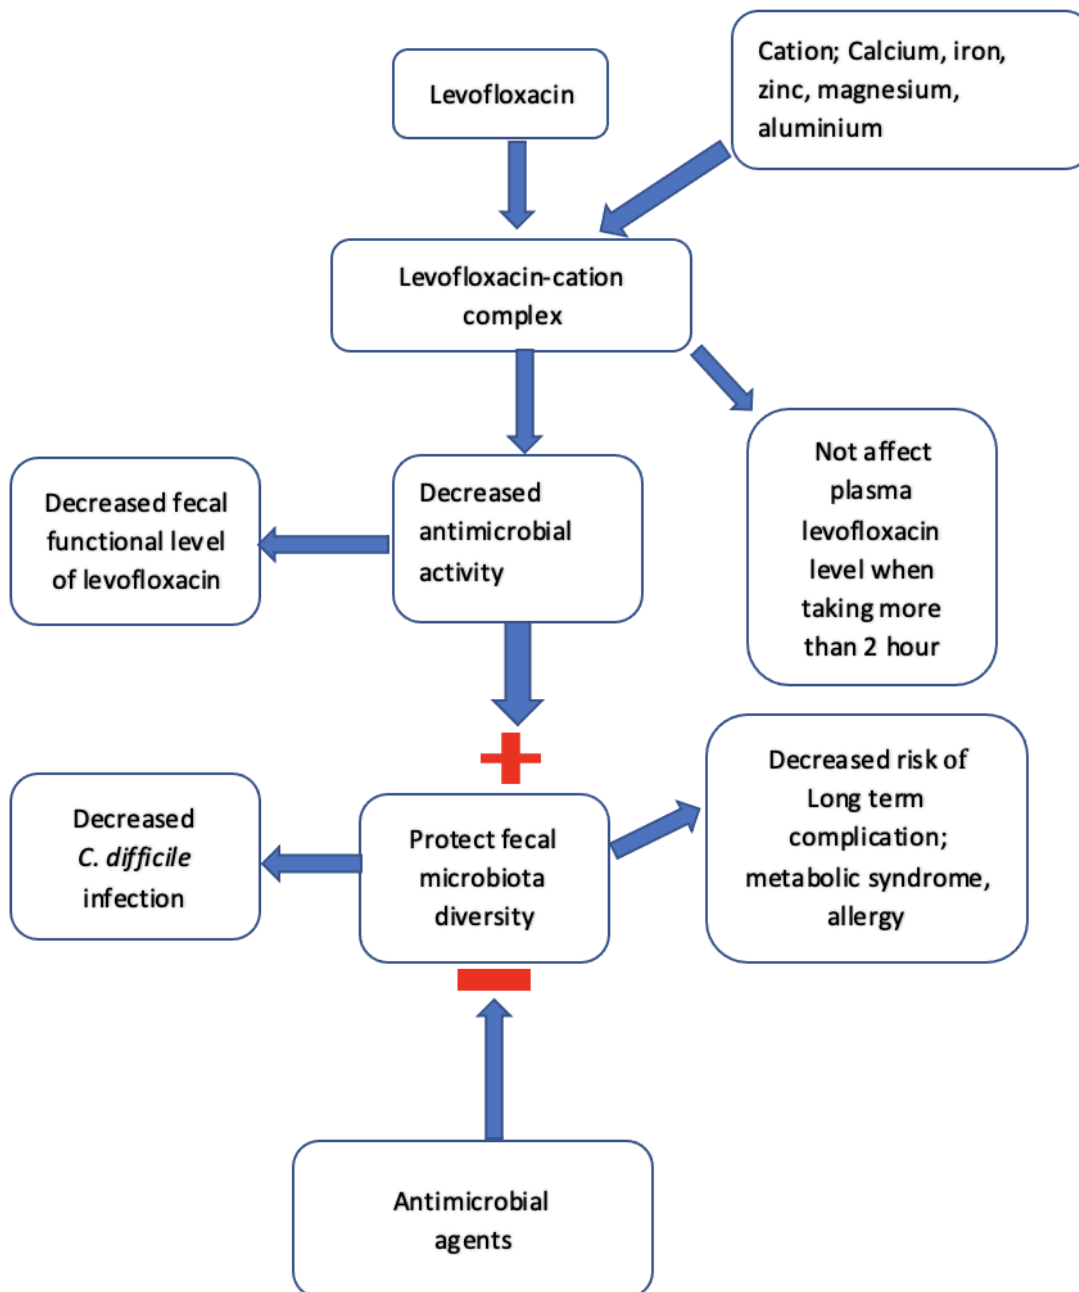 Levofloxacin
Cation; Calcium, iron,
zinc, magnesium,
aluminium
Levofloxacin-cation
complex
Decreased fecal
functional level
of levofloxacin
Decreased
antimicrobial
activity
Not affect
plasma
levofloxacin
level when
taking more
than 2 hour
Decreased
C. difficile
infection
Protect fecal
microbiota
diversity
Decreased risk of
Long term
complication;
metabolic syndrome,
allergy
Antimicrobial
agents